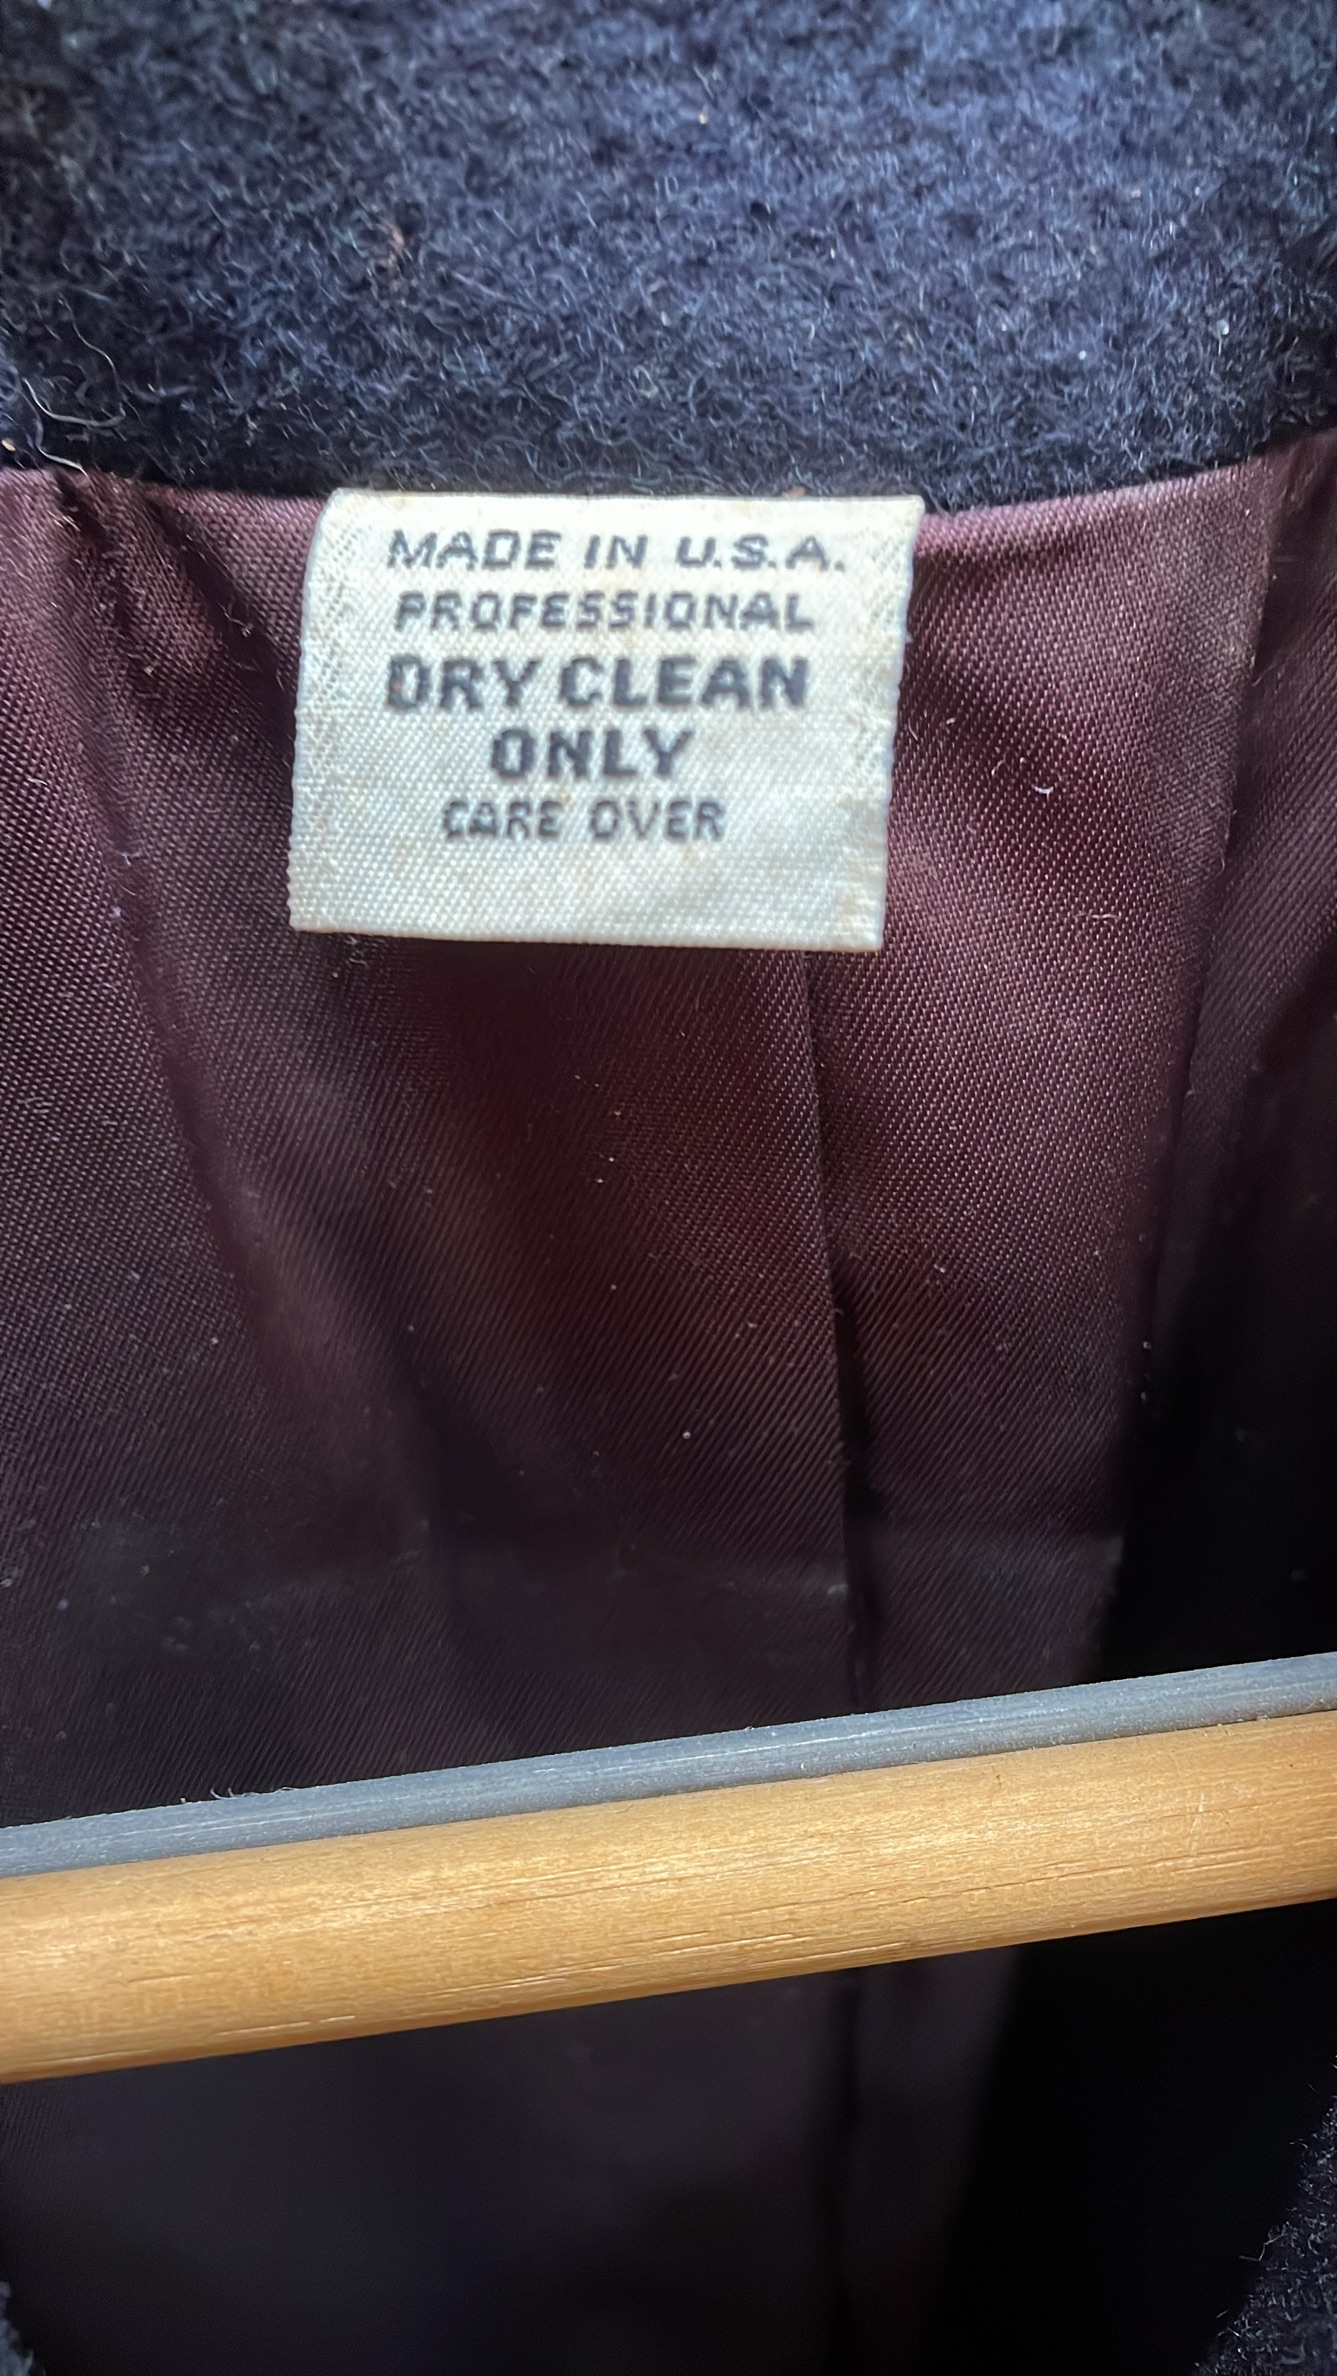 MADE IN U.S.A.
PROFESSIONAL
DRY CLEAN
ONLY
CARE OVER